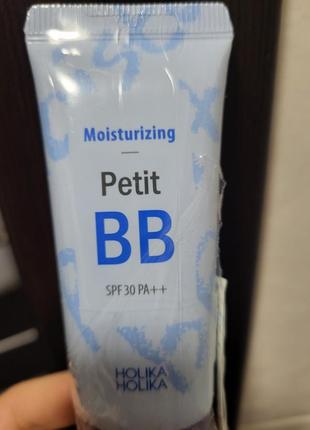 Moisturizing
Petit
BB
SPF 30 PA++
HOLIKA
HOLIKA